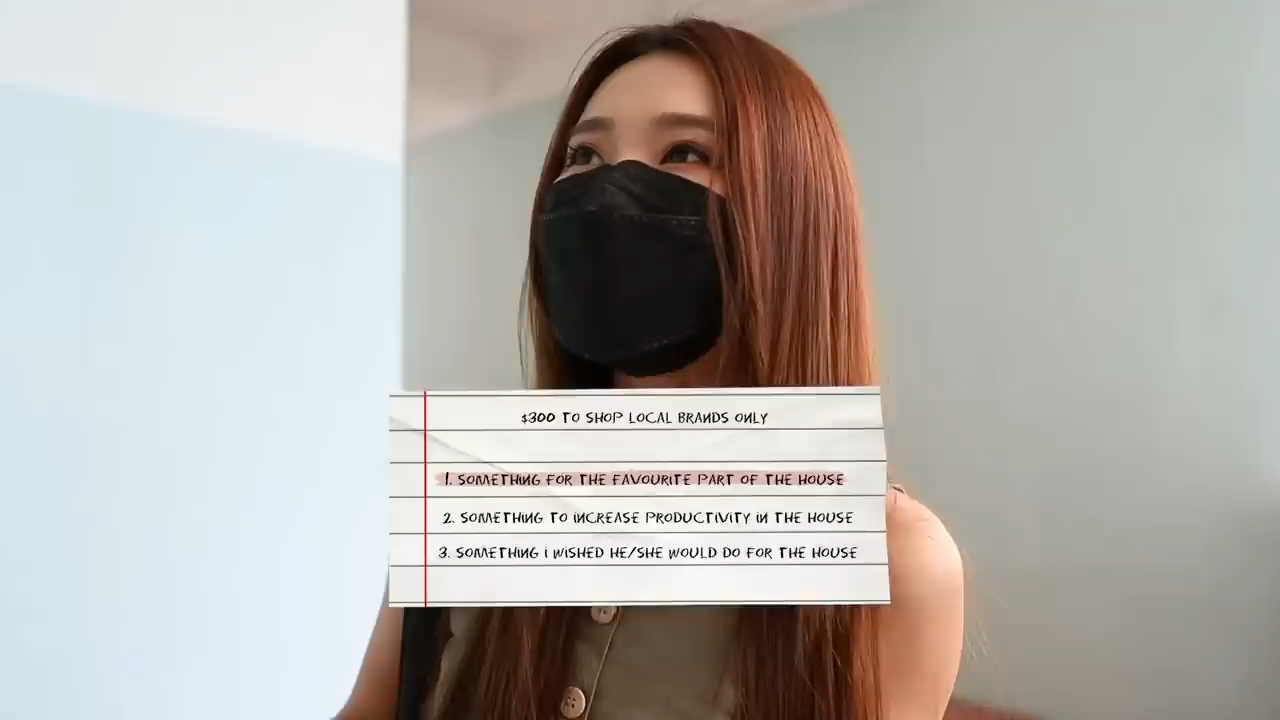 $300 TO SHOP LOCAL BRANDS ONLY
1. SOMETHING FOR THE FAVOURITE PART OF THE HOUSE
2. SOMETHING TO INCREASE PRODUCTIVITY IN THE HOUSE
3. SOMETHING I WISHED HE/SHE WOULD DO FOR THE HOUSE